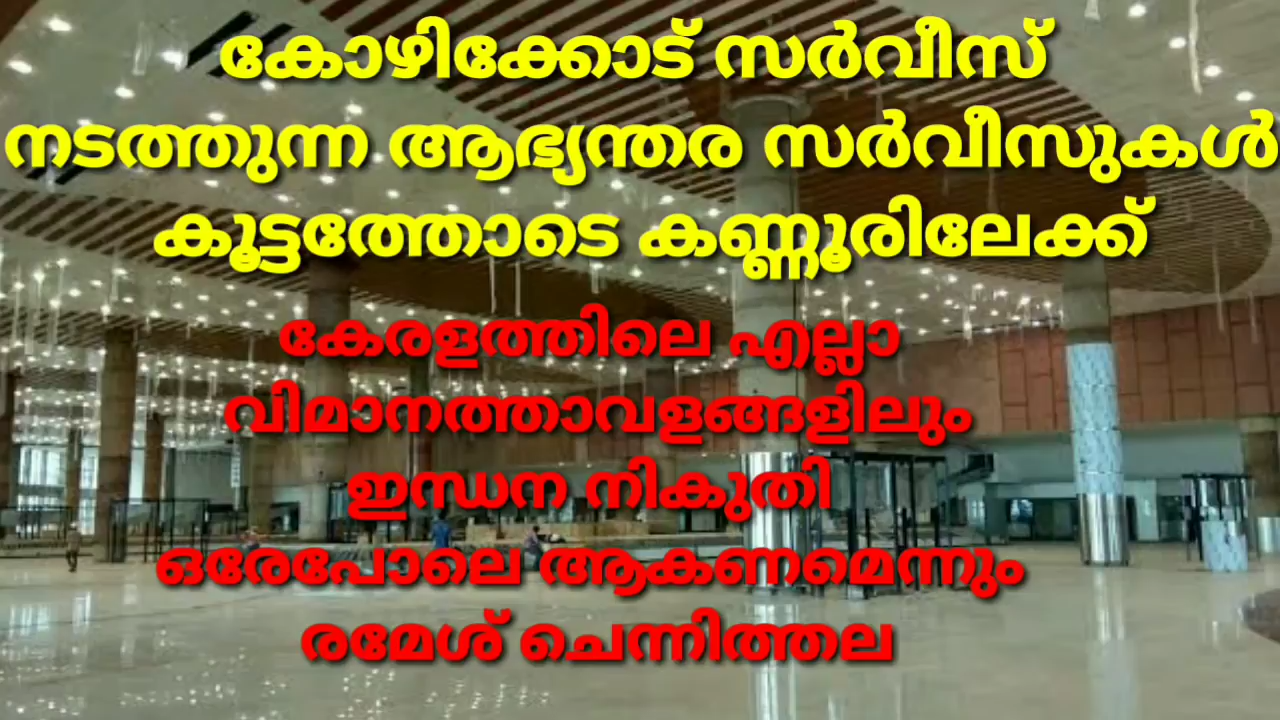 കോഴിക്കോട് സർവീസ്
നടത്തുന്ന ആഭ്യന്തര സർവീസുകൾ
കൂട്ടത്തോടെ കണ്ണൂരിലേക്ക്
കേരളത്തിലെ എല്ലാ
വിമാനത്താവളങ്ങളിലും
ഇന്ധന നികുതി
ഒരേപോലെ ആകണമെന്നും
രമേശ് ചെന്നിത്തല